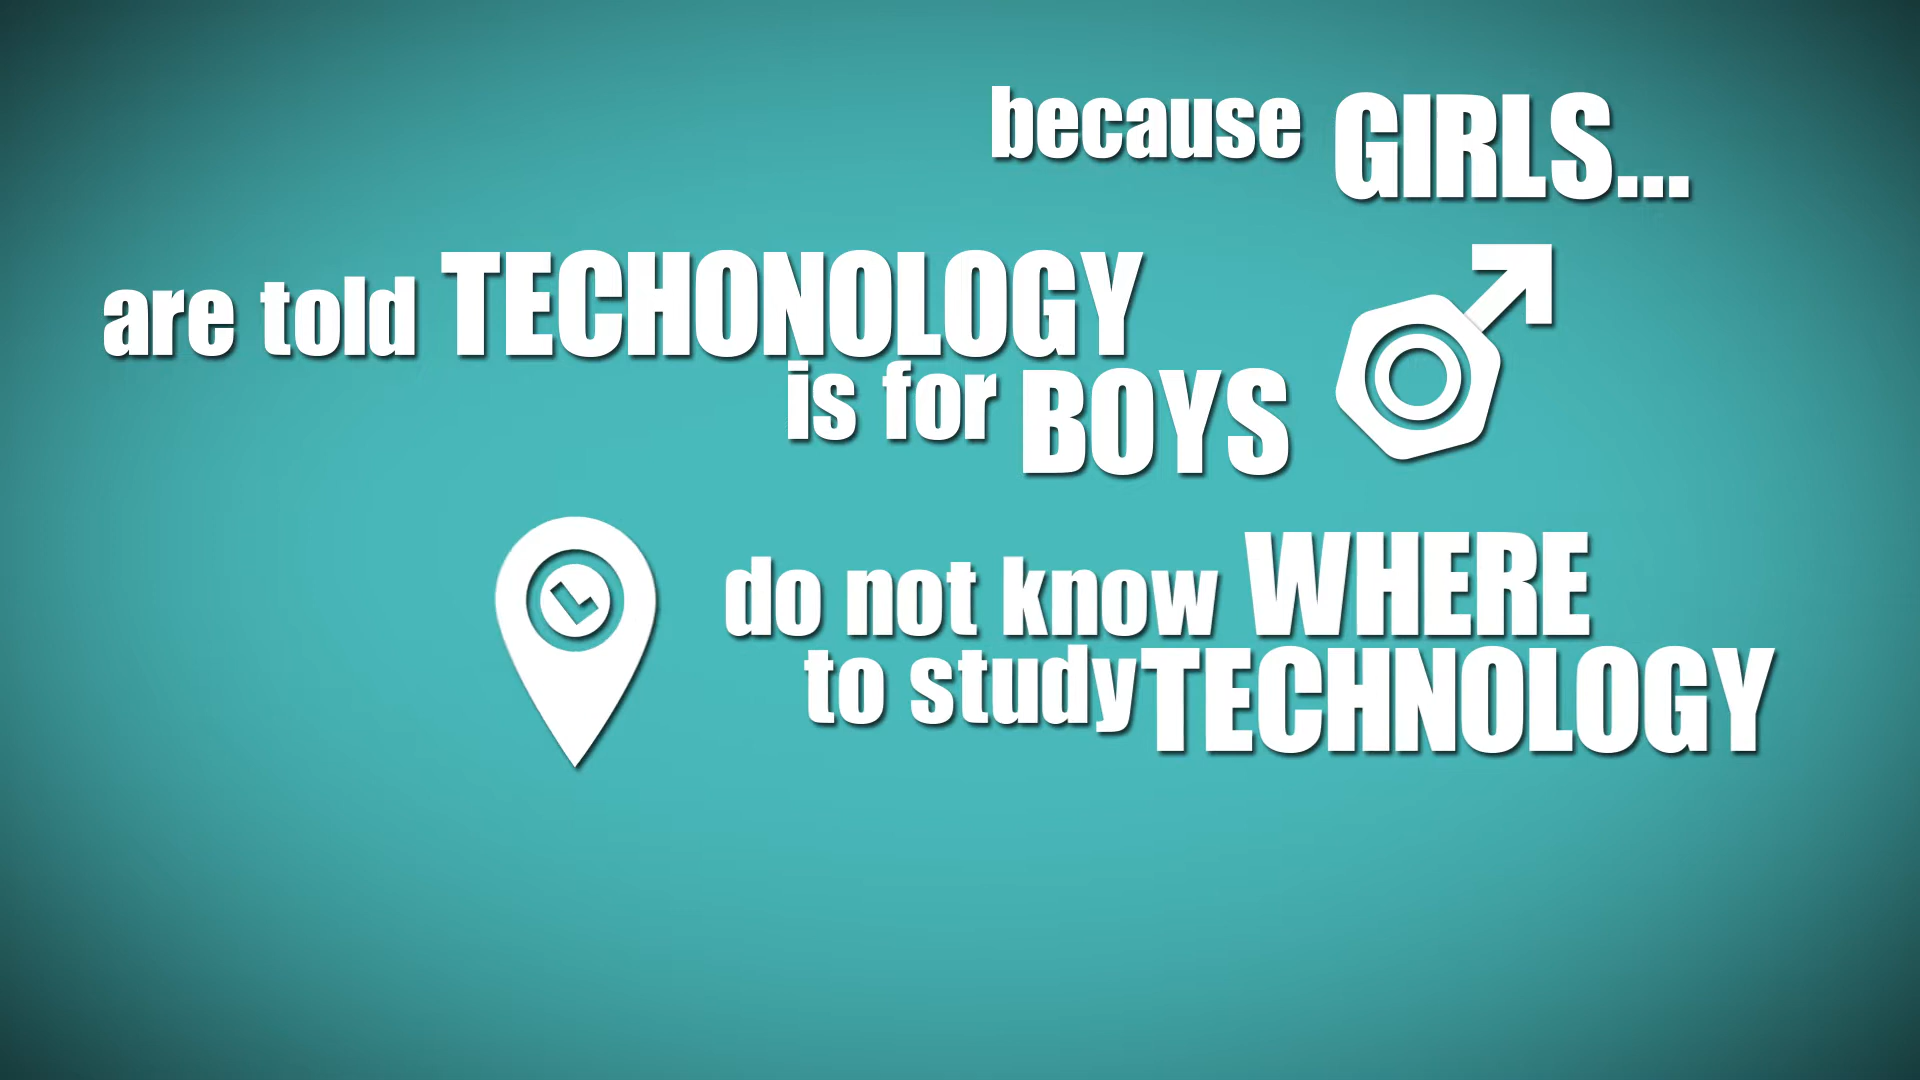 because GIRLS...
are told TECHONOLOGY
is for BOYS
do not know WHERE
to study TECHNOLOGY